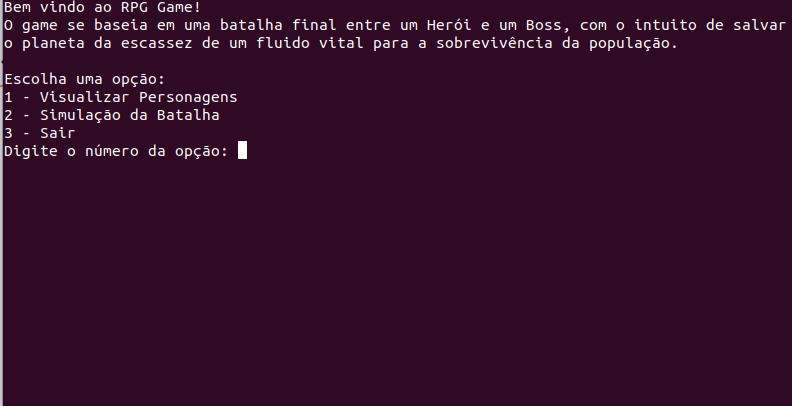 Bem vindo ao RPG Game!
O game se baseia em uma batalha final entre um Herói e um Boss, com o intuito de salvar
o planeta da escassez de um fluido vital para a sobrevivência da população.
Escolha uma opção:
1 - Visualizar Personagens
2 - Simulação da Batalha
3 - Sair
Digite o número da opção: